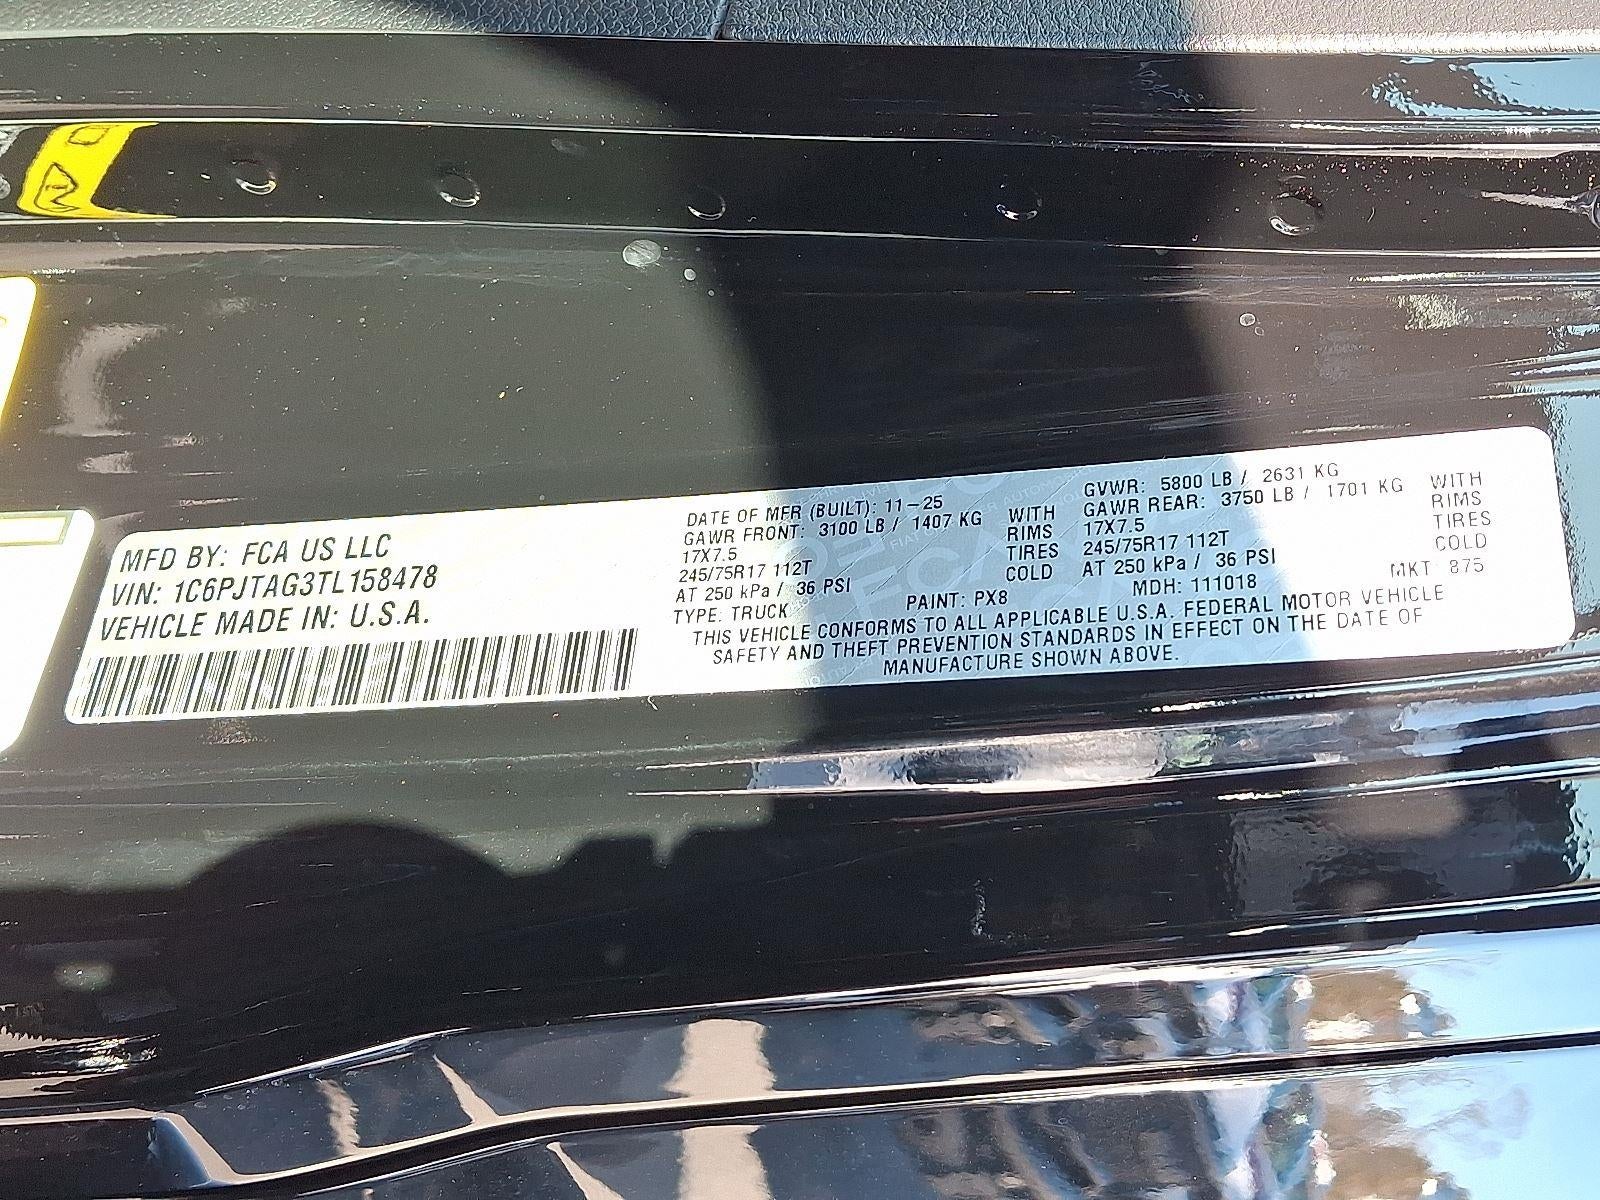 MFD BY: FCA US LLC
VIN: 1C6PJTAG3TL158478
VEHICLE MADE IN: U.S.A.
DATE OF MFR (BUILT): 11-25
GAWR FRONT: 3100 LB / 1407 KG WITH
17X7.5 RIMS
245/75R17 112T TIRES
AT 250 kPa / 36 PSI COLD
GVWR: 5800 LB / 2631 KG
GAWR REAR: 3750 LB / 1701 KG WITH
17X7.5 RIMS
245/75R17 112T TIRES
AT 250 kPa / 36 PSI COLD
TYPE: TRUCK PAINT: PX8 MDH: 111018 MKT: 875
THIS VEHICLE CONFORMS TO ALL APPLICABLE U.S.A. FEDERAL MOTOR VEHICLE
SAFETY AND THEFT PREVENTION STANDARDS IN EFFECT ON THE DATE OF
MANUFACTURE SHOWN ABOVE.